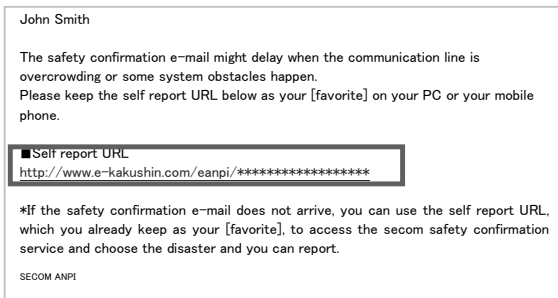 John Smith
The safety confirmation e-mail might delay when the communication line is
overcrowding or some system obstacles happen.
Please keep the self report URL below as your [favorite] on your PC or your mobile
phone.
■Self report URL
http://www.e-kakushin.com/eanpi/******************
*If the safety confirmation e-mail does not arrive, you can use the self report URL,
which you already keep as your [favorite], to access the secom safety confirmation
service and choose the disaster and you can report.
SECOM ANPI